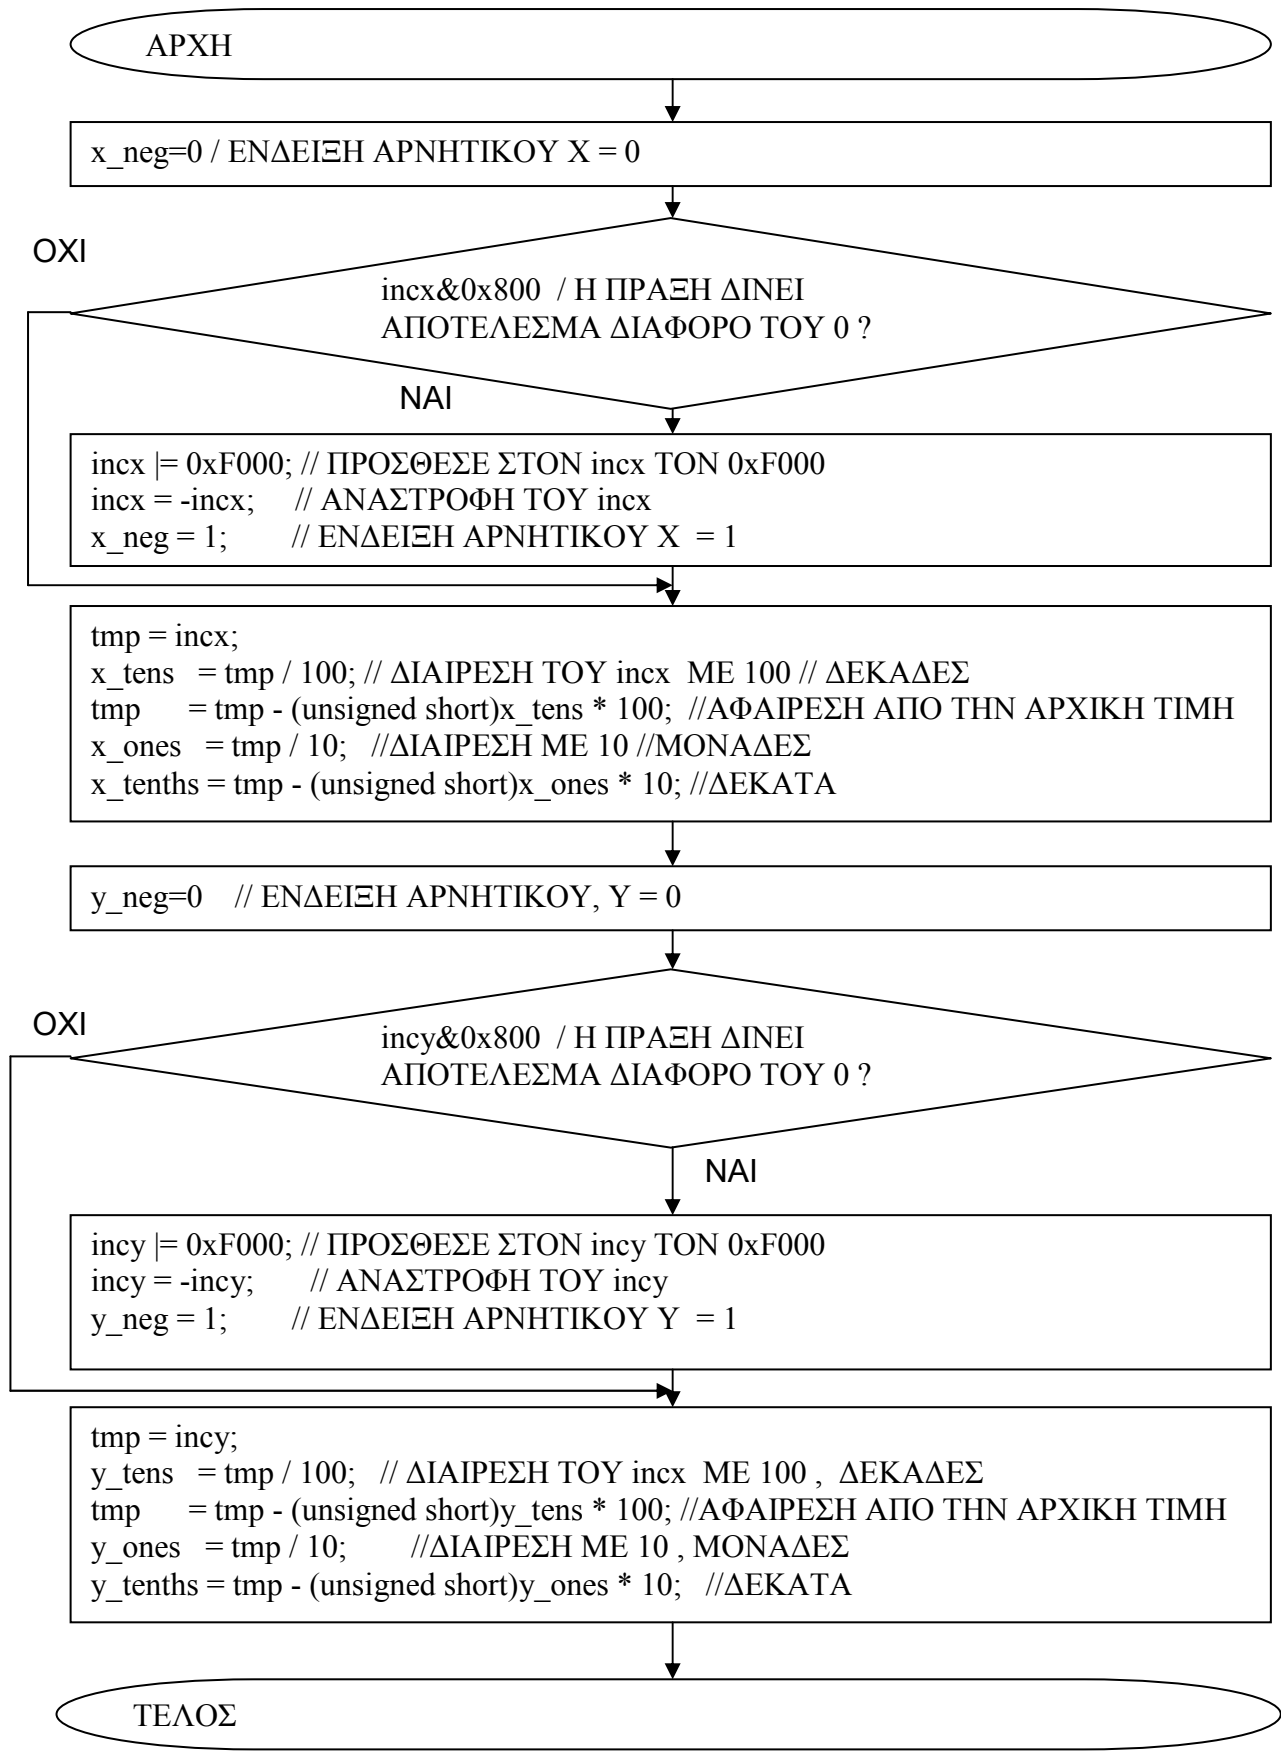 ΑΡΧΗ
x_neg=0 / ΕΝΔΕΙΞΗ ΑΡΝΗΤΙΚΟΥ Χ = 0
ΟΧΙ
incx&0x800 / Η ΠΡΑΞΗ ΔΙΝΕΙ
ΑΠΟΤΕΛΕΣΜΑ ΔΙΑΦΟΡΟ ΤΟΥ 0 ?
ΝΑΙ
incx |= 0xF000; // ΠΡΟΣΘΕΣΕ ΣΤΟΝ incx ΤΟΝ 0xF000
incx = -incx; // ΑΝΑΣΤΡΟΦΗ ΤΟΥ incx
x_neg = 1; // ΕΝΔΕΙΞΗ ΑΡΝΗΤΙΚΟΥ Χ = 1
tmp = incx;
x_tens = tmp / 100; // ΔΙΑΙΡΕΣΗ ΤΟΥ incx ΜΕ 100 // ΔΕΚΑΔΕΣ
tmp = tmp - (unsigned short)x_tens * 100; //ΑΦΑΙΡΕΣΗ ΑΠΟ ΤΗΝ ΑΡΧΙΚΗ ΤΙΜΗ
x_ones = tmp / 10; //ΔΙΑΙΡΕΣΗ ΜΕ 10 //ΜΟΝΑΔΕΣ
x_tenths = tmp - (unsigned short)x_ones * 10; //ΔΕΚΑΤΑ
y_neg=0 // ΕΝΔΕΙΞΗ ΑΡΝΗΤΙΚΟΥ, Υ = 0
ΟΧΙ
incy&0x800 / Η ΠΡΑΞΗ ΔΙΝΕΙ
ΑΠΟΤΕΛΕΣΜΑ ΔΙΑΦΟΡΟ ΤΟΥ 0 ?
ΝΑΙ
incy |= 0xF000; // ΠΡΟΣΘΕΣΕ ΣΤΟΝ incy ΤΟΝ 0xF000
incy = -incy; // ΑΝΑΣΤΡΟΦΗ ΤΟΥ incy
y_neg = 1; // ΕΝΔΕΙΞΗ ΑΡΝΗΤΙΚΟΥ Υ = 1
tmp = incy;
y_tens = tmp / 100; // ΔΙΑΙΡΕΣΗ ΤΟΥ incx ΜΕ 100 , ΔΕΚΑΔΕΣ
tmp = tmp - (unsigned short)y_tens * 100; //ΑΦΑΙΡΕΣΗ ΑΠΟ ΤΗΝ ΑΡΧΙΚΗ ΤΙΜΗ
y_ones = tmp / 10; //ΔΙΑΙΡΕΣΗ ΜΕ 10 , ΜΟΝΑΔΕΣ
y_tenths = tmp - (unsigned short)y_ones * 10; //ΔΕΚΑΤΑ
ΤΕΛΟΣ